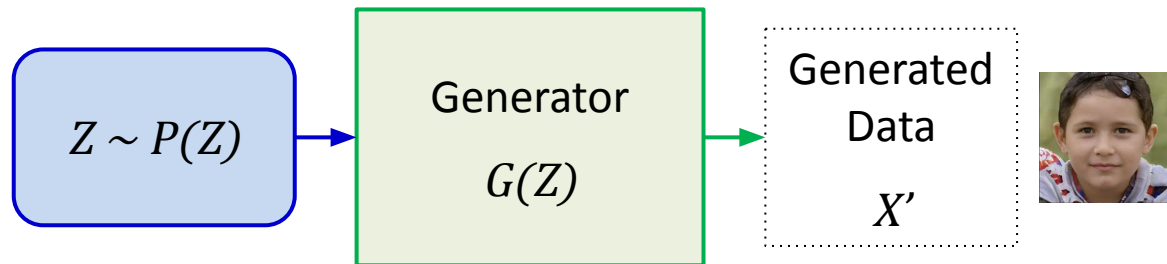 Z ~ P(Z)
Generator
G(Z)
Generated
Data
X’